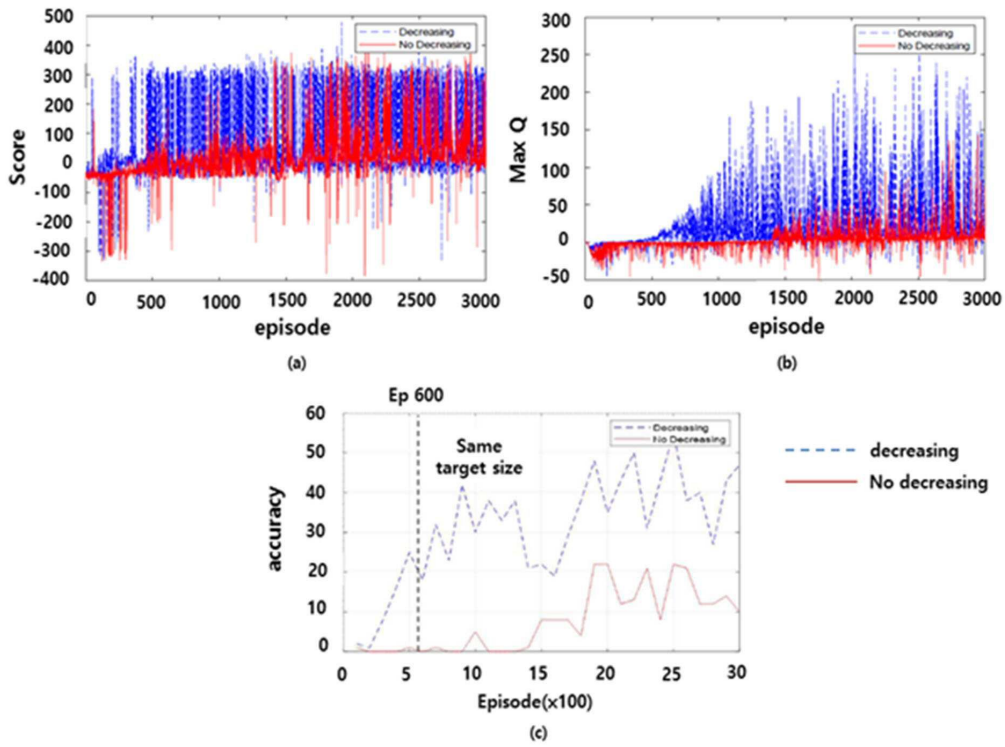 500
400
300
200
100
0
-100
-200
-300
-400
Score
Decreasing
No Decreasing
0 500 1000 1500 2000 2500 3000
episode
(a)
300
250
200
150
100
50
0
-50
Max Q
Decreasing
No Decreasing
0 500 1000 1500 2000 2500 3000
episode
(b)
Ep 600
60
50
40
30
20
10
0
accuracy
Same
target size
Decreasing
No Decreasing
0 5 10 15 20 25 30
Episode(x100)
(c)
decreasing
No decreasing